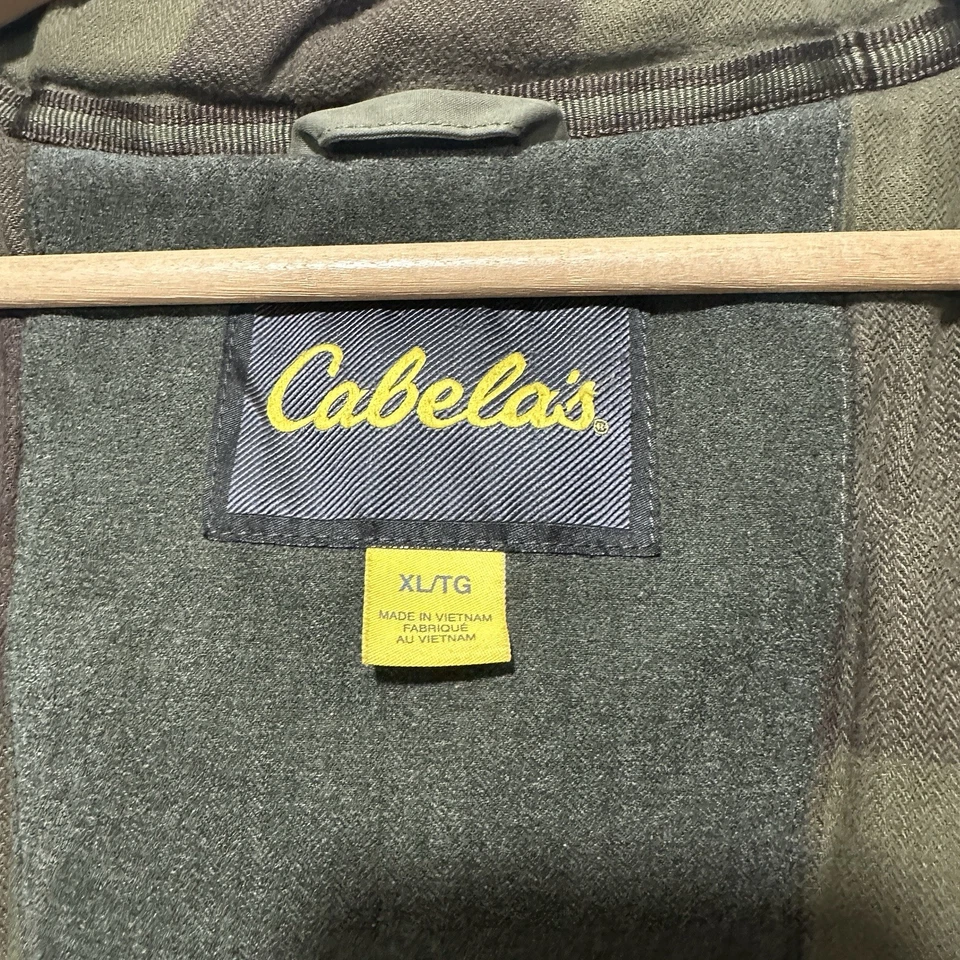 Cabela's®
XL/TG
MADE IN VIETNAM
FABRIQUÉ
AU VIETNAM